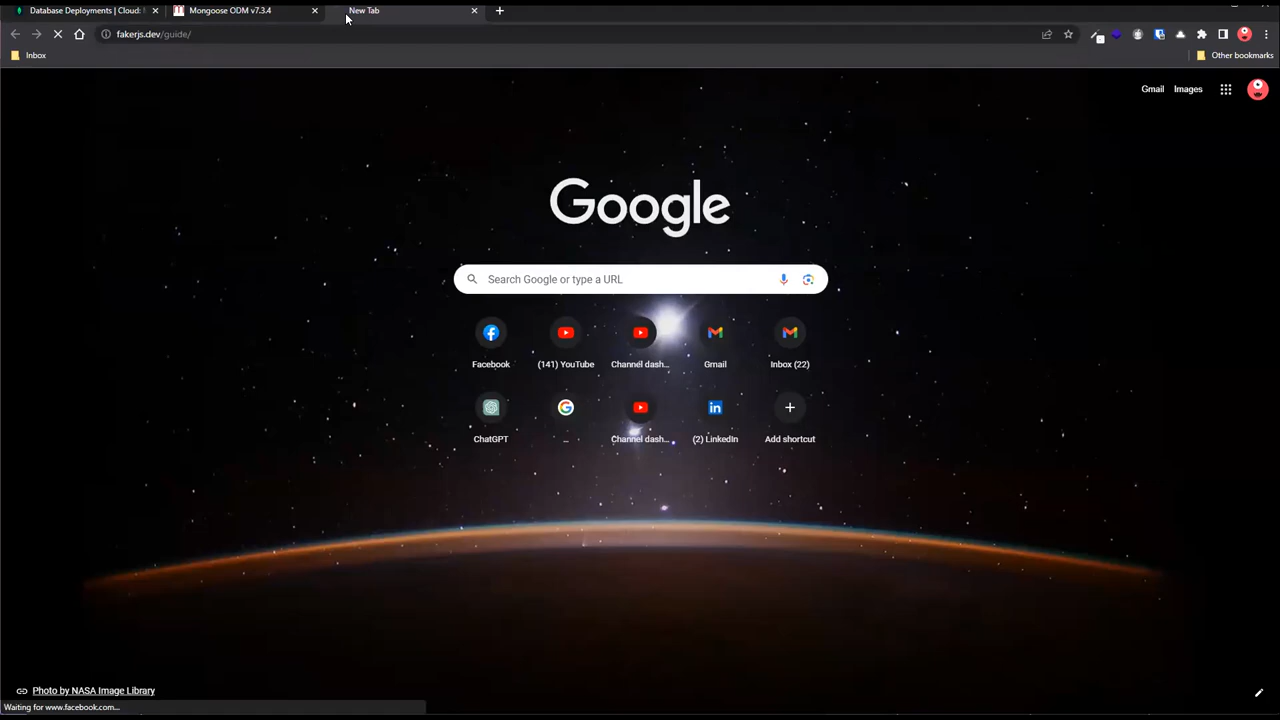 Database Deployments | Cloud:
Mongoose ODM v7.3.4
New Tab
fakerjs.dev/guide/
Inbox
Other bookmarks
Gmail
Images
Google
Search Google or type a URL
Facebook
(141) YouTube
Channel dash...
Gmail
Inbox (22)
ChatGPT
..
Channel dash...
(2) LinkedIn
Add shortcut
Photo by NASA Image Library
Waiting for www.facebook.com...